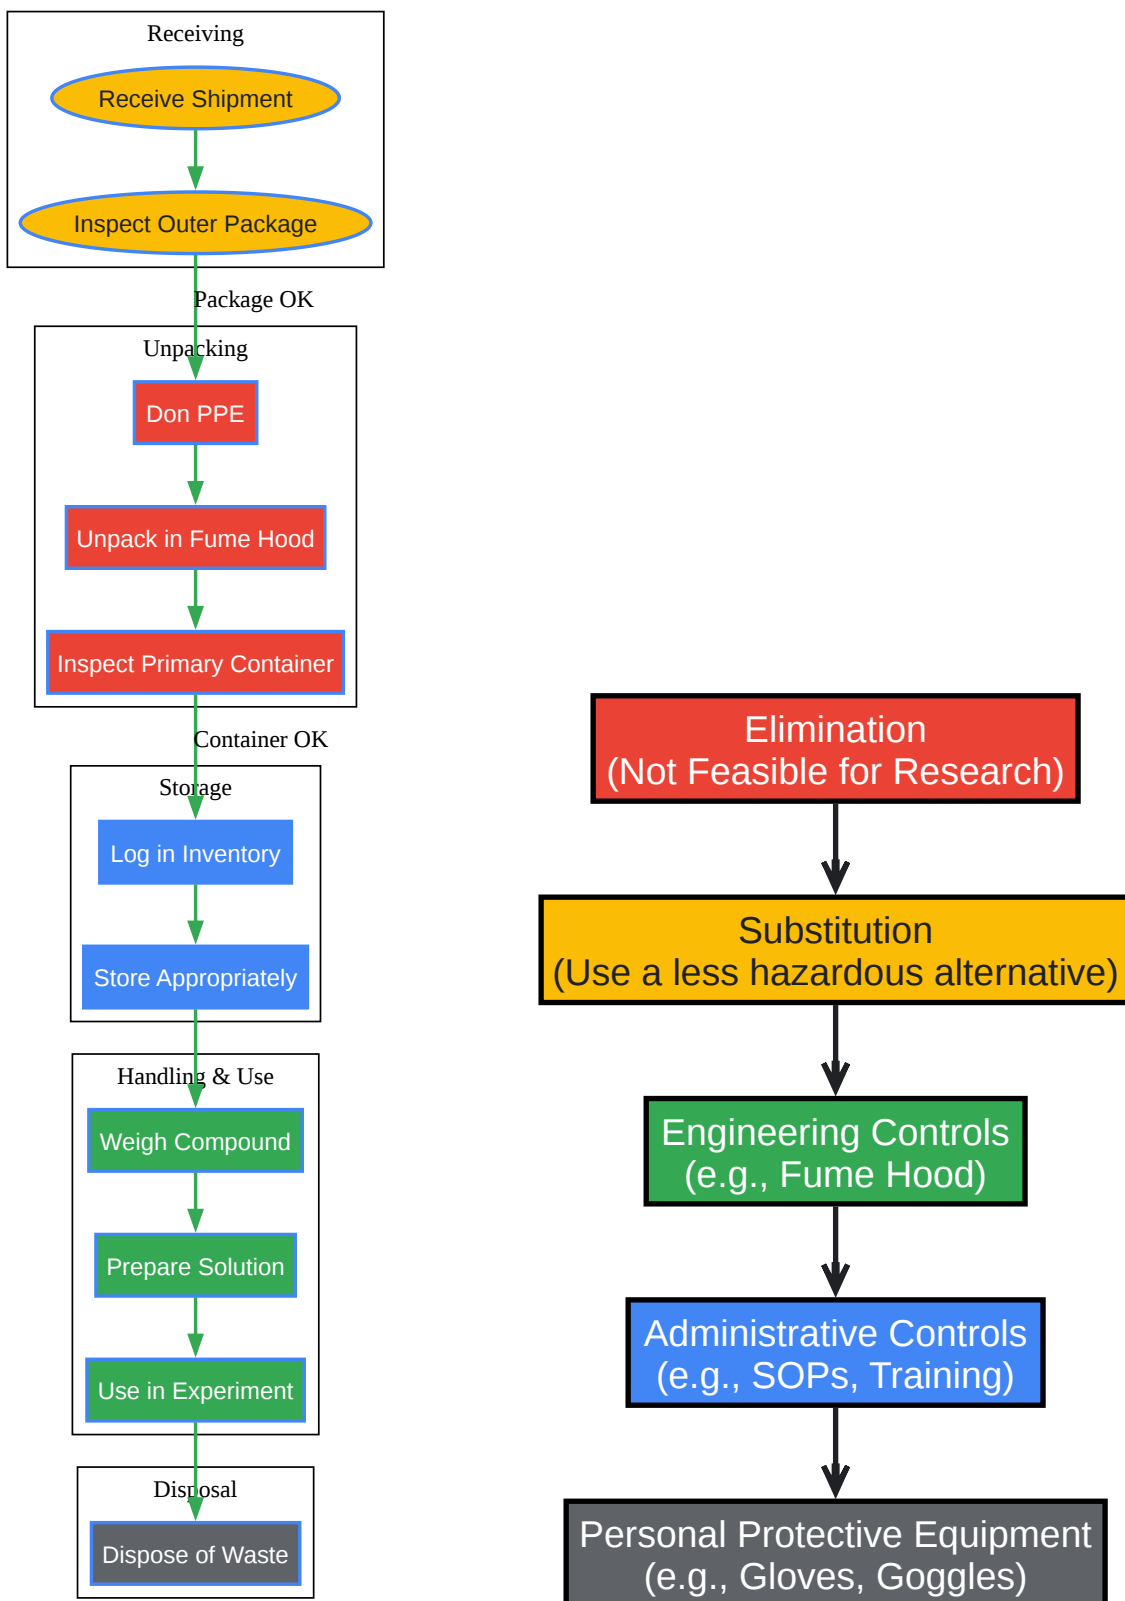 Receiving
Receive Shipment
Inspect Outer Package
Package OK
Unpacking
Don PPE
Unpack in Fume Hood
Inspect Primary Container
Container OK
Storage
Log in Inventory
Store Appropriately
Handling & Use
Weigh Compound
Prepare Solution
Use in Experiment
Disposal
Dispose of Waste
Elimination
(Not Feasible for Research)
Substitution
(Use a less hazardous alternative)
Engineering Controls
(e.g., Fume Hood)
Administrative Controls
(e.g., SOPs, Training)
Personal Protective Equipment
(e.g., Gloves, Goggles)